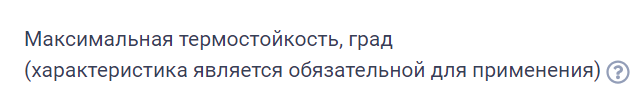 Максимальная термостойкость, град
(характеристика является обязательной для применения) ?